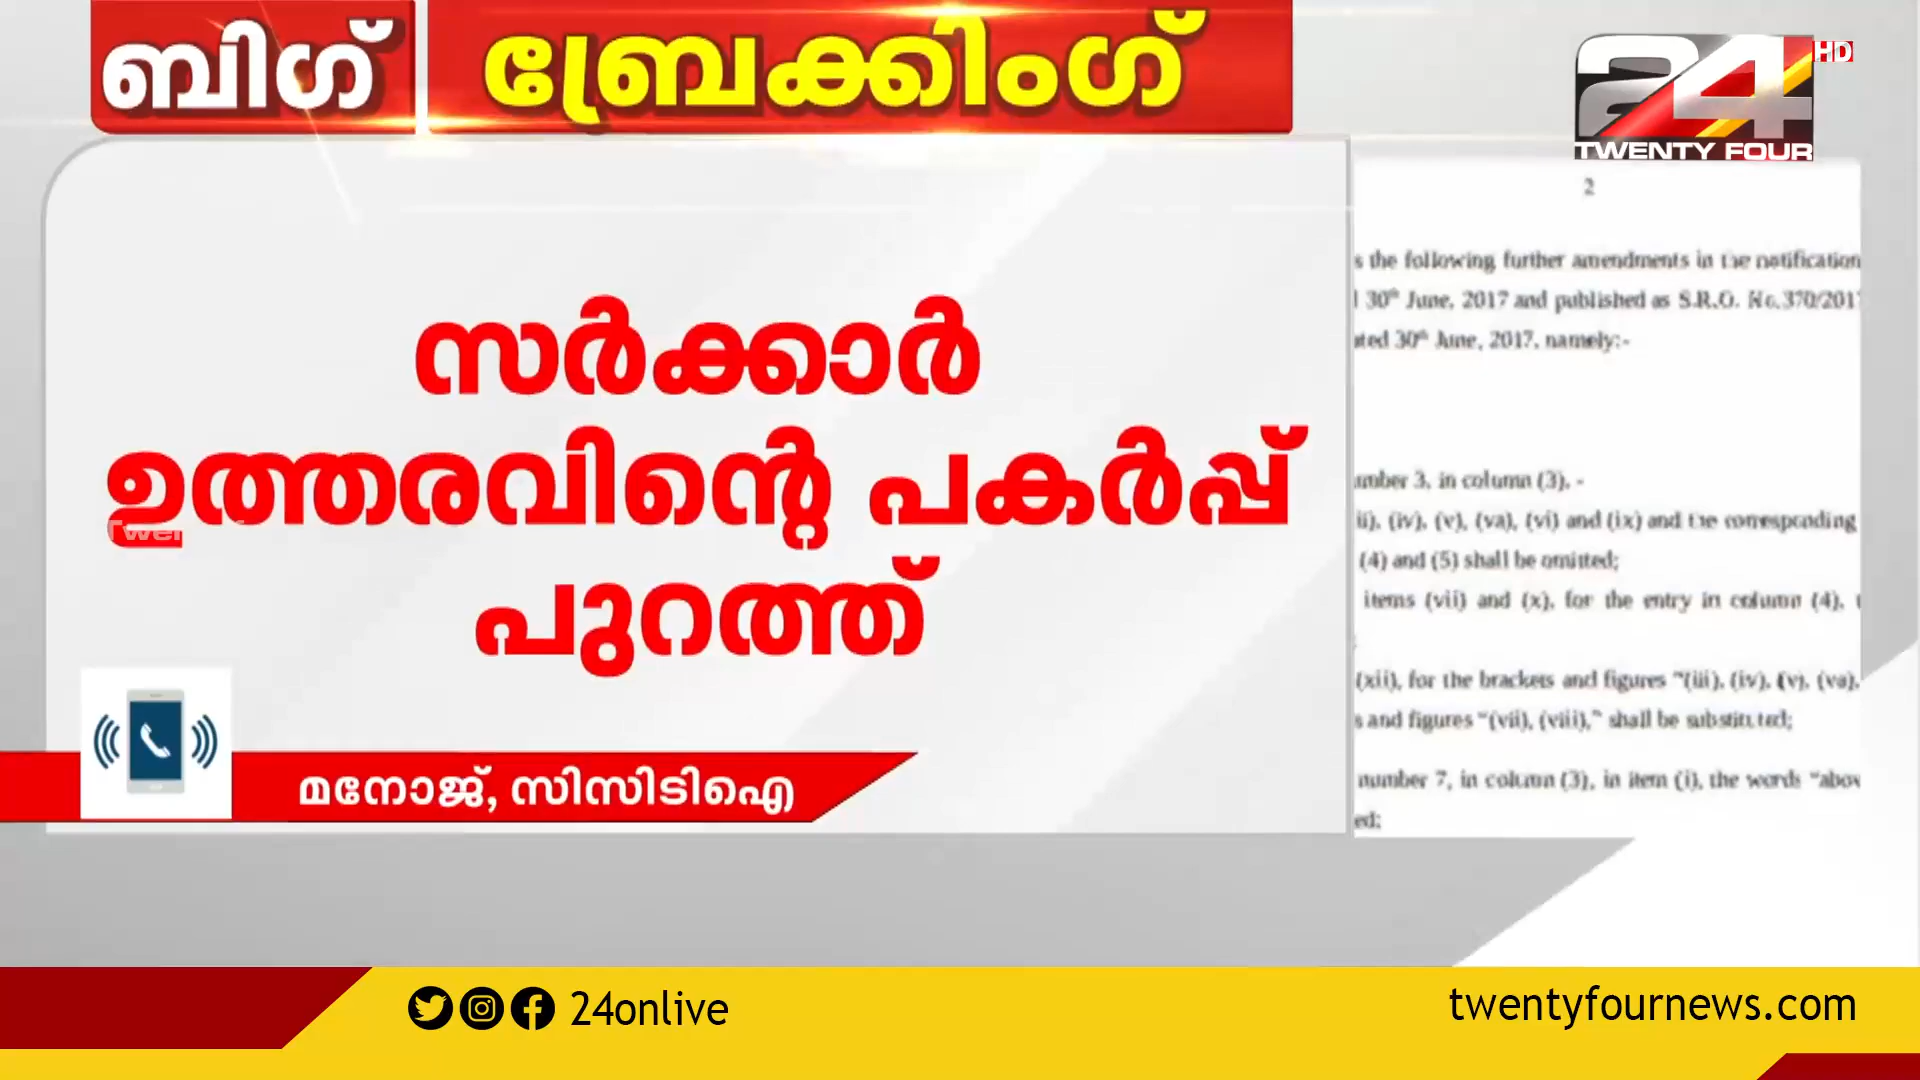 ബിഗ് ബ്രേക്കിംഗ്
24 HD
TWENTY FOUR
സർക്കാർ
ഉത്തരവിന്റെ പകർപ്പ്
പുറത്ത്
മനോജ്, സിസിടിഐ
2
s the following further amendments in the notification
30th June, 2017 and published as S.R.O. No.370/201
ted 30th June, 2017, namely:-
mber 3, in column (3), -
ii), (iv), (v), (va), (vi) and (ix) and the corresponding
(4) and (5) shall be omitted;
items (vii) and (x), for the entry in column (4),
(xii), for the brackets and figures "(iii), (iv), (v), (va),
s and figures "(vii), (viii)," shall be substituted;
number 7, in column (3), in item (i), the words "abov
ed;
24onlive
twentyfournews.com